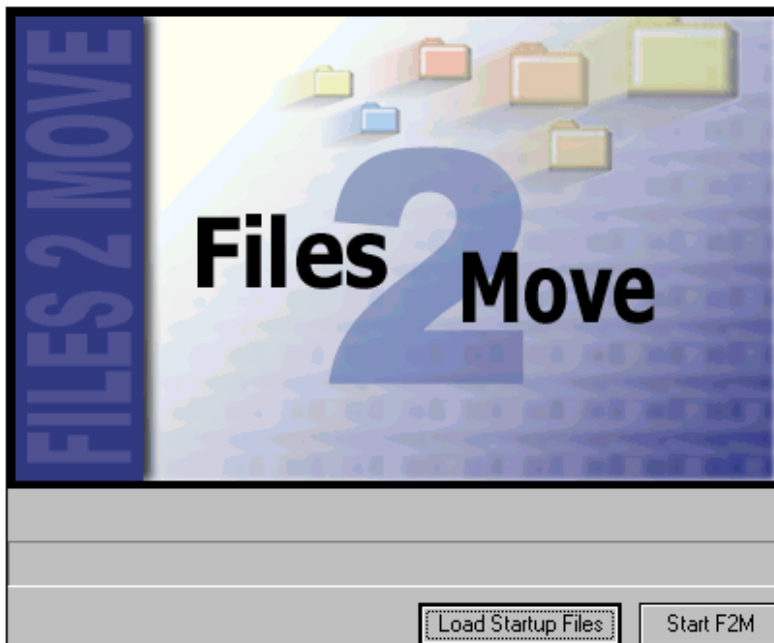 FILES 2 MOVE
Files
2
Move
Load Startup Files
Start F2M